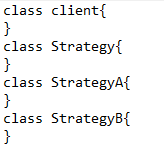 class client{
}
class Strategy{
}
class StrategyA{
}
class StrategyB{
}